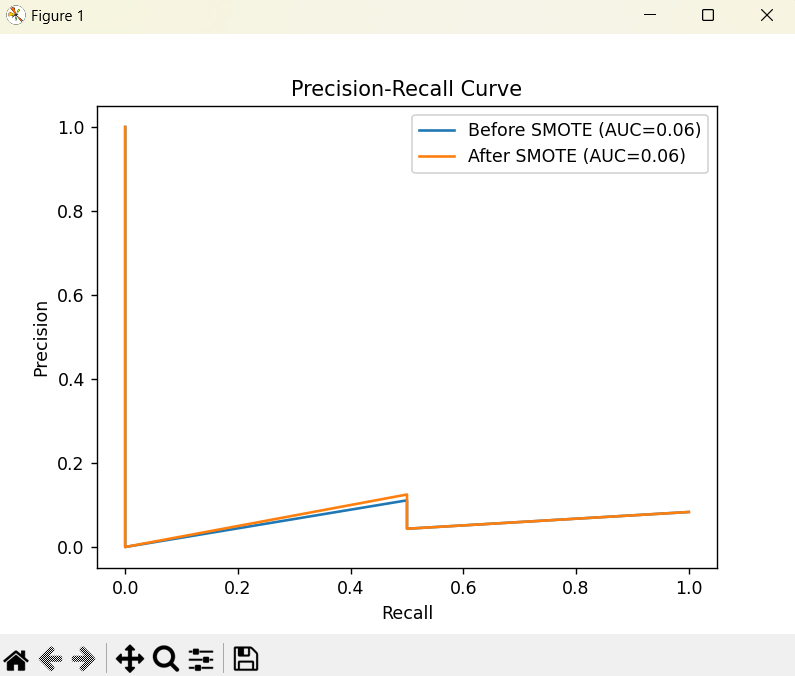 Figure 1
Precision-Recall Curve
Before SMOTE (AUC=0.06)
After SMOTE (AUC=0.06)
1.0
0.8
0.6
0.4
0.2
0.0
Precision
0.0 0.2 0.4 0.6 0.8 1.0
Recall